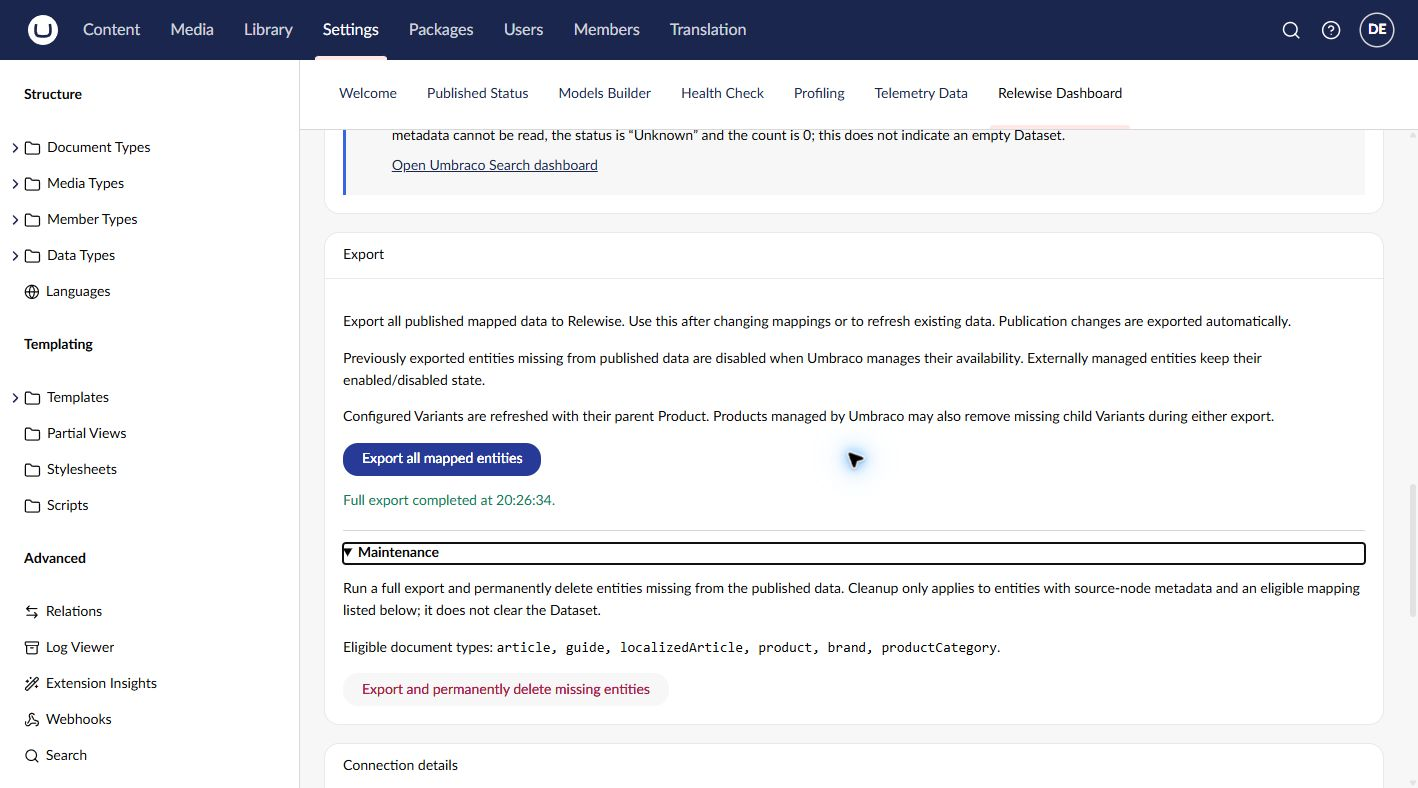 Content Media Library Settings Packages Users Members Translation DE
Structure
Document Types
Media Types
Member Types
Data Types
Languages
Templating
Templates
Partial Views
Stylesheets
Scripts
Advanced
Relations
Log Viewer
Extension Insights
Webhooks
Search
Welcome Published Status Models Builder Health Check Profiling Telemetry Data Relewise Dashboard
metadata cannot be read, the status is “Unknown” and the count is 0; this does not indicate an empty Dataset.
Open Umbraco Search dashboard
Export
Export all published mapped data to Relewise. Use this after changing mappings or to refresh existing data. Publication changes are exported automatically.
Previously exported entities missing from published data are disabled when Umbraco manages their availability. Externally managed entities keep their
enabled/disabled state.
Configured Variants are refreshed with their parent Product. Products managed by Umbraco may also remove missing child Variants during either export.
Export all mapped entities
Full export completed at 20:26:34.
Maintenance
Run a full export and permanently delete entities missing from the published data. Cleanup only applies to entities with source-node metadata and an eligible mapping
listed below; it does not clear the Dataset.
Eligible document types: article, guide, localizedArticle, product, brand, productCategory.
Export and permanently delete missing entities
Connection details